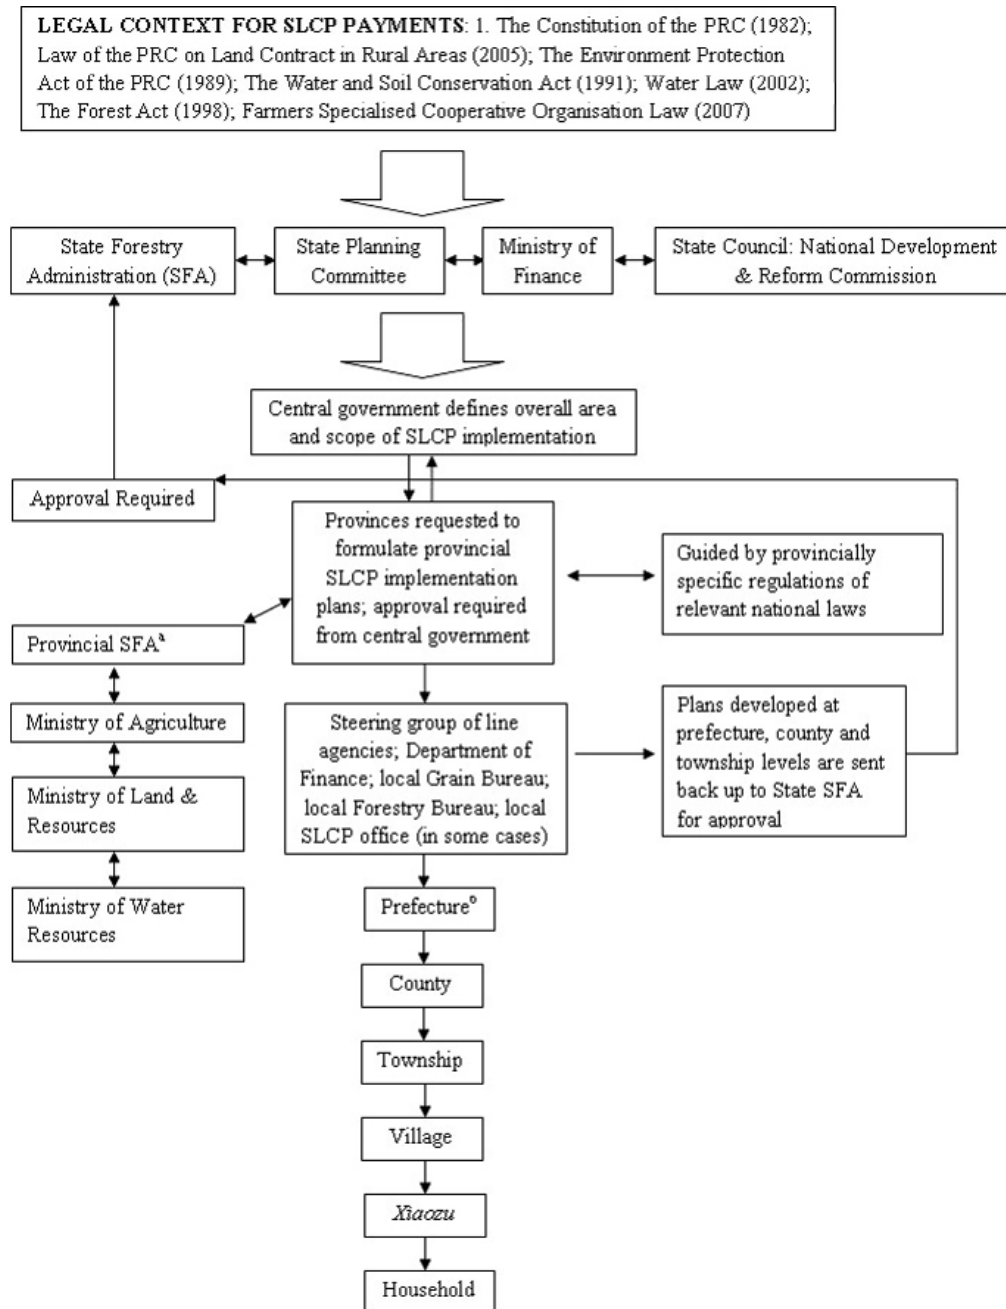 LEGAL CONTEXT FOR SLCP PAYMENTS: 1. The Constitution of the PRC (1982);
Law of the PRC on Land Contract in Rural Areas (2005); The Environment Protection
Act of the PRC (1989); The Water and Soil Conservation Act (1991); Water Law (2002);
The Forest Act (1998); Farmers Specialised Cooperative Organisation Law (2007)
State Forestry
Administration (SFA)
State Planning
Committee
Ministry of
Finance
State Council: National Development
& Reform Commission
Central government defines overall area
and scope of SLCP implementation
Approval Required
Provinces requested to
formulate provincial
SLCP implementation
plans; approval required
from central government
Guided by provincially
specific regulations of
relevant national laws
Provincial SFAª
Ministry of Agriculture
Ministry of Land &
Resources
Ministry of Water
Resources
Steering group of line
agencies; Department of
Finance; local Grain Bureau;
local Forestry Bureau; local
SLCP office (in some cases)
Plans developed at
prefecture, county and
township levels are sent
back up to State SFA
for approval
Prefecture
County
Township
Village
Xiaozu
Household